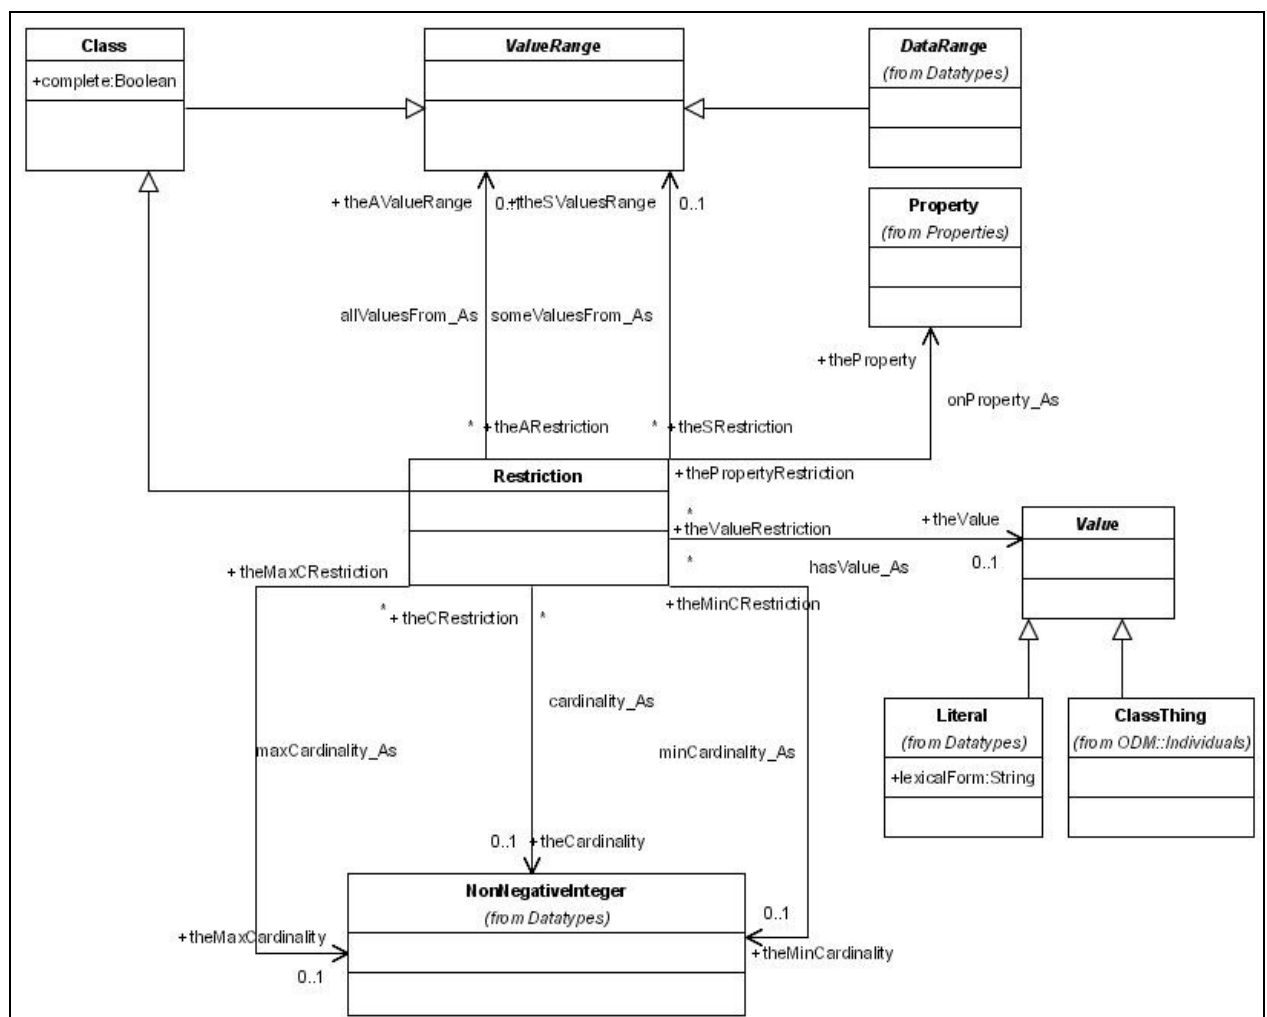 Class
+complete:Boolean
ValueRange
DataRange
(from Datatypes)
+theAValueRange
0..1
+theSValuesRange
0..1
Property
(from Properties)
allValuesFrom_As
someValuesFrom_As
+theProperty
onProperty_As
*
+theARestriction
*
+theSRestriction
Restriction
+thePropertyRestriction
*
+theValueRestriction
*
+theValue
0..1
hasValue_As
Value
+theMaxCRestriction
*
+theCRestriction
*
+theMinCRestriction
cardinality_As
maxCardinality_As
minCardinality_As
Literal
(from Datatypes)
+lexicalForm:String
ClassThing
(from ODM::Individuals)
0..1
+theCardinality
NonNegativeInteger
(from Datatypes)
0..1
+theMaxCardinality
0..1
+theMinCardinality